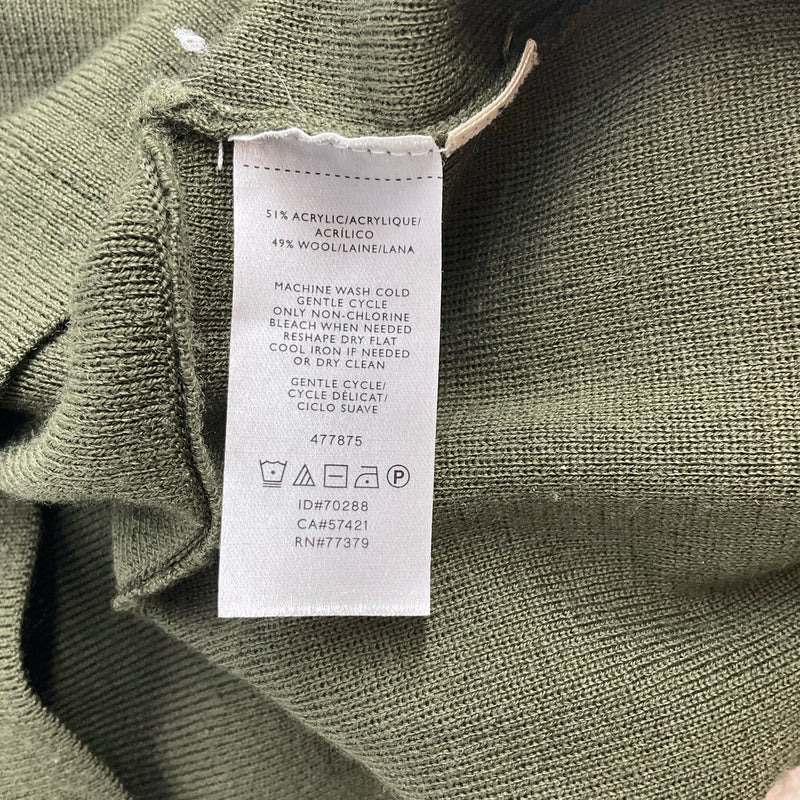 51% ACRYLIC/ACRYLIQUE/
ACRÍLICO
49% WOOL/LAINE/LANA
MACHINE WASH COLD
GENTLE CYCLE
ONLY NON-CHLORINE
BLEACH WHEN NEEDED
RESHAPE DRY FLAT
COOL IRON IF NEEDED
OR DRY CLEAN
GENTLE CYCLE/
CYCLE DÉLICAT/
CICLO SUAVE
477875
P
ID#70288
CA#57421
RN#77379